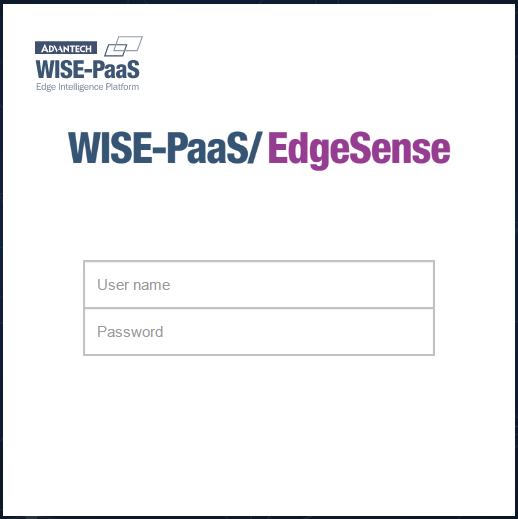 ADVANTECH
WISE-PaaS
Edge Intelligence Platform
WISE-PaaS/ EdgeSense
User name
Password